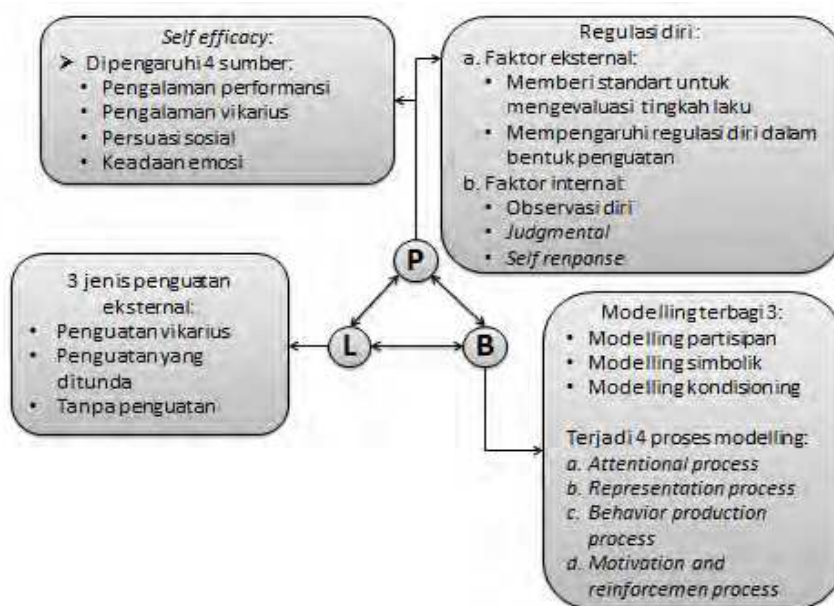 Self efficacy:
➤ Dipengaruhi 4 sumber:
• Pengalaman performansi
• Pengalaman vikarius
• Persuasi sosial
• Keadaan emosi
Regulasi diri:
a. Faktor eksternal:
• Memberi standart untuk
mengevaluasi tingkah laku
• Mempengaruhi regulasi diri dalam
bentuk penguatan
b. Faktor internal:
• Observasi diri
• Judgmental
• Self renponse
P
L
B
3 jenis penguatan
eksternal:
• Penguatan vikarius
• Penguatan yang
ditunda
• Tanpa penguatan
Modelling terbagi 3:
• Modelling partisipan
• Modelling simbolik
• Modelling kondisioning
Terjadi 4 proses modelling:
a. Attentional process
b. Representation process
c. Behavior production
process
d. Motivation and
reinforcemen process